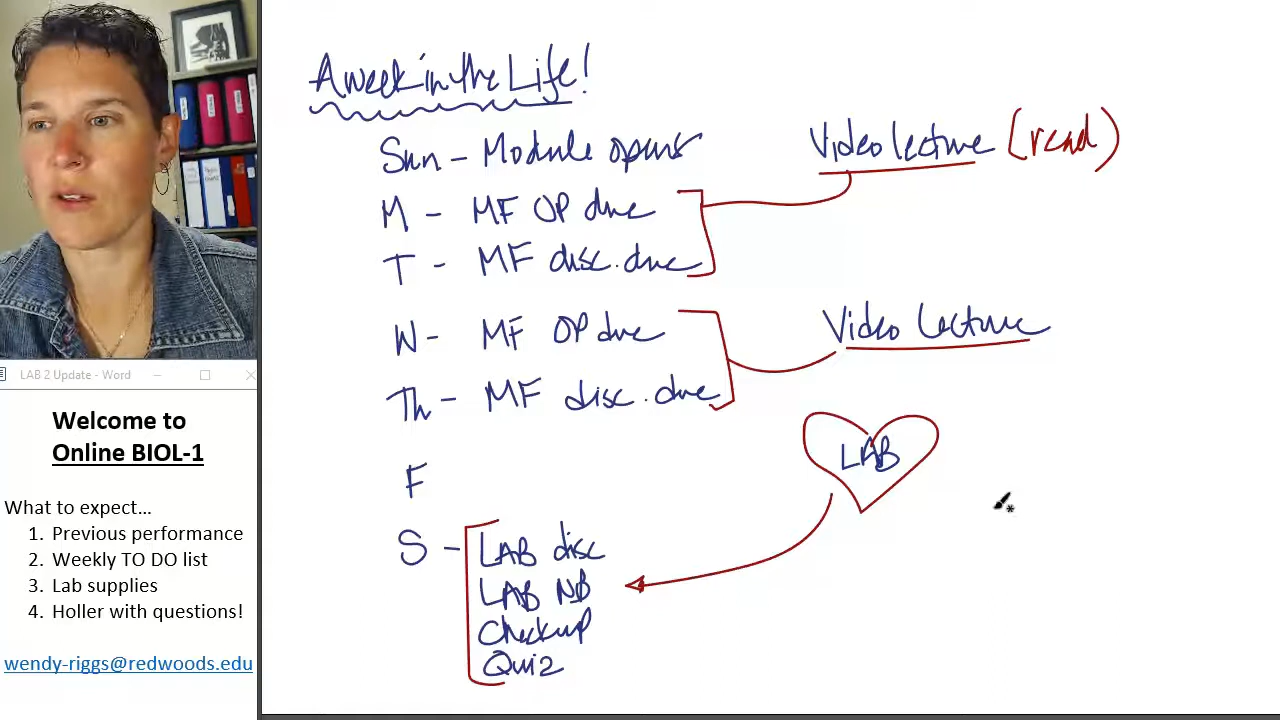 A week in the Life!
Sun - Module opens
M - MF OP due
T - MF disc. due
W - MF OP due
Th - MF disc. due
F
S - LAB disc
LAB NB
Checkup
Quiz
Video lecture (read)
Video Lecture
LAB
LAB 2 Update - Word
Welcome to
Online BIOL-1
What to expect...
1. Previous performance
2. Weekly TO DO list
3. Lab supplies
4. Holler with questions!
wendy-riggs@redwoods.edu